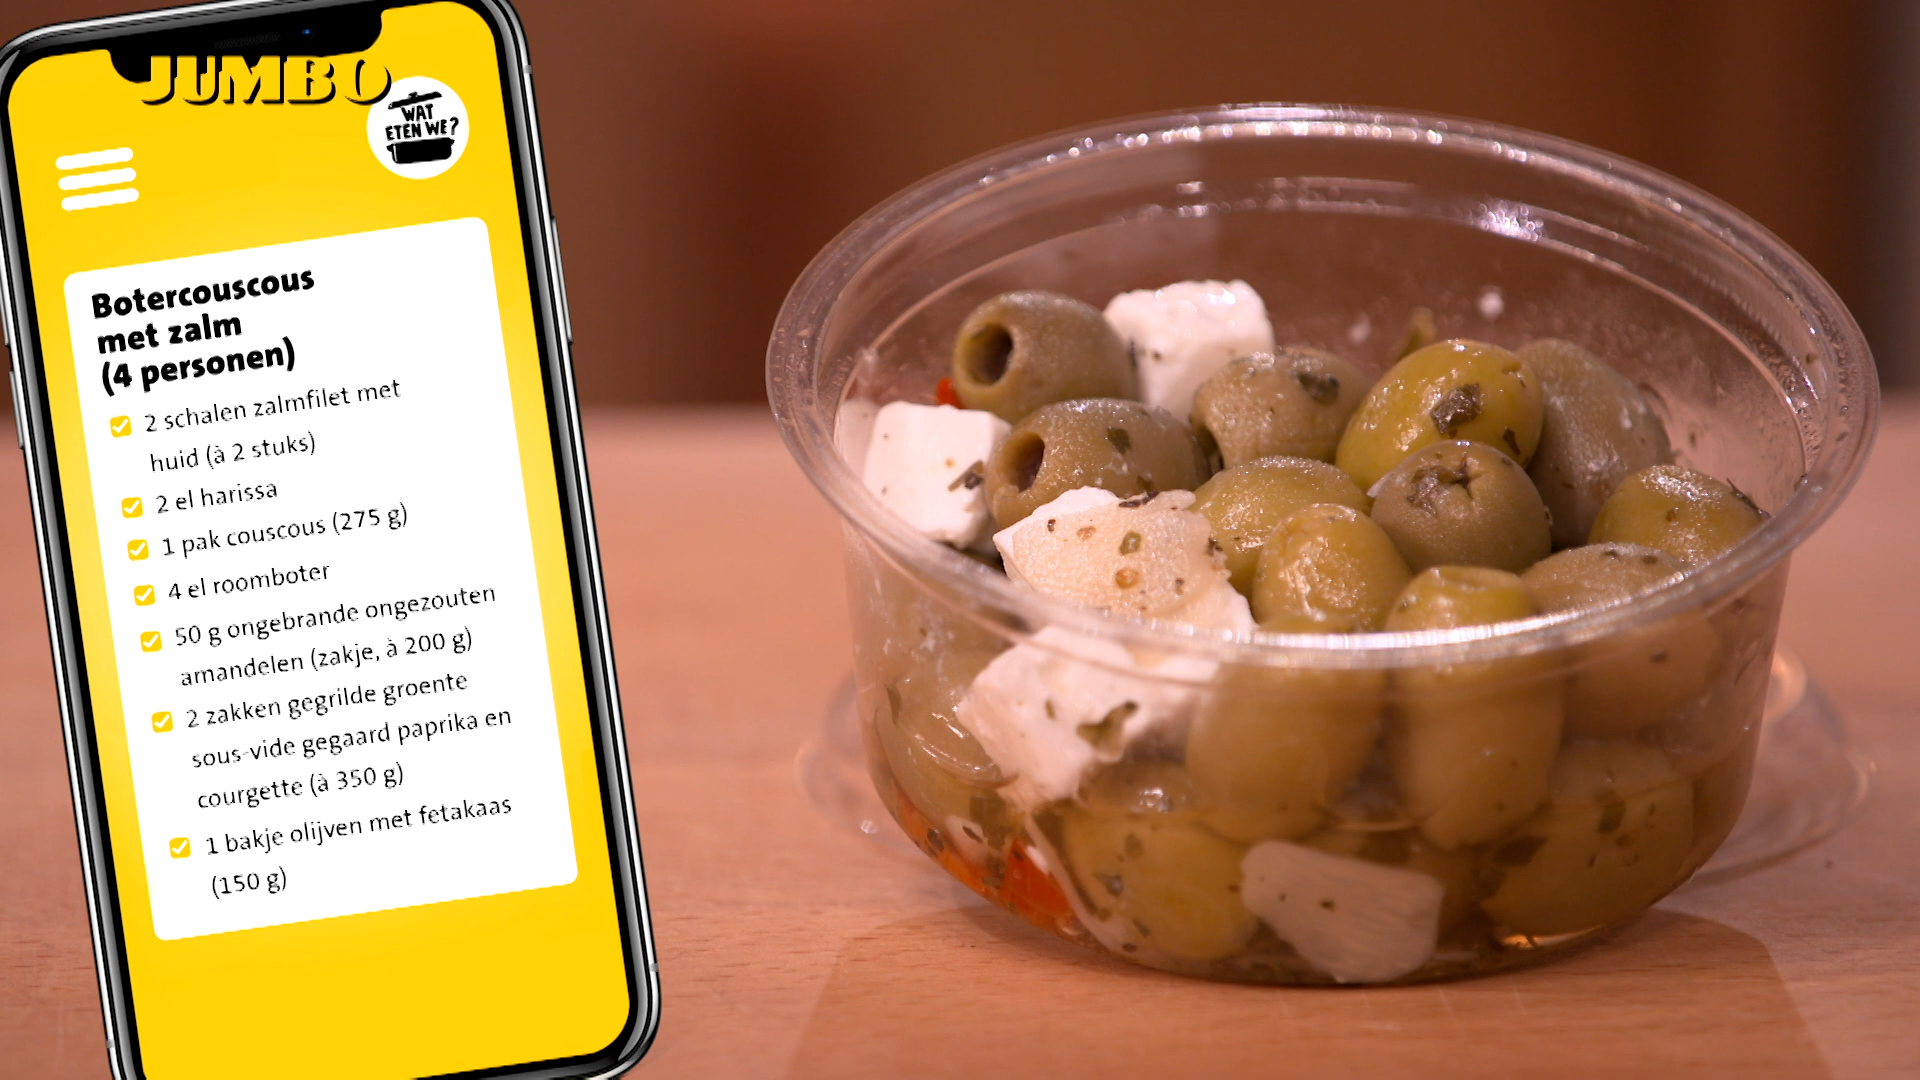 JUMBO
WAT
ETEN WE?
Botercouscous
met zalm
(4 personen)
2 schalen zalmfilet met
huid (à 2 stuks)
2 el harissa
1 pak couscous (275 g)
4 el roomboter
50 g ongebrande ongezouten
amandelen (zakje, à 200 g)
2 zakken gegrilde groente
sous-vide gegaard paprika en
courgette (à 350 g)
1 bakje olijven met fetakaas
(150 g)